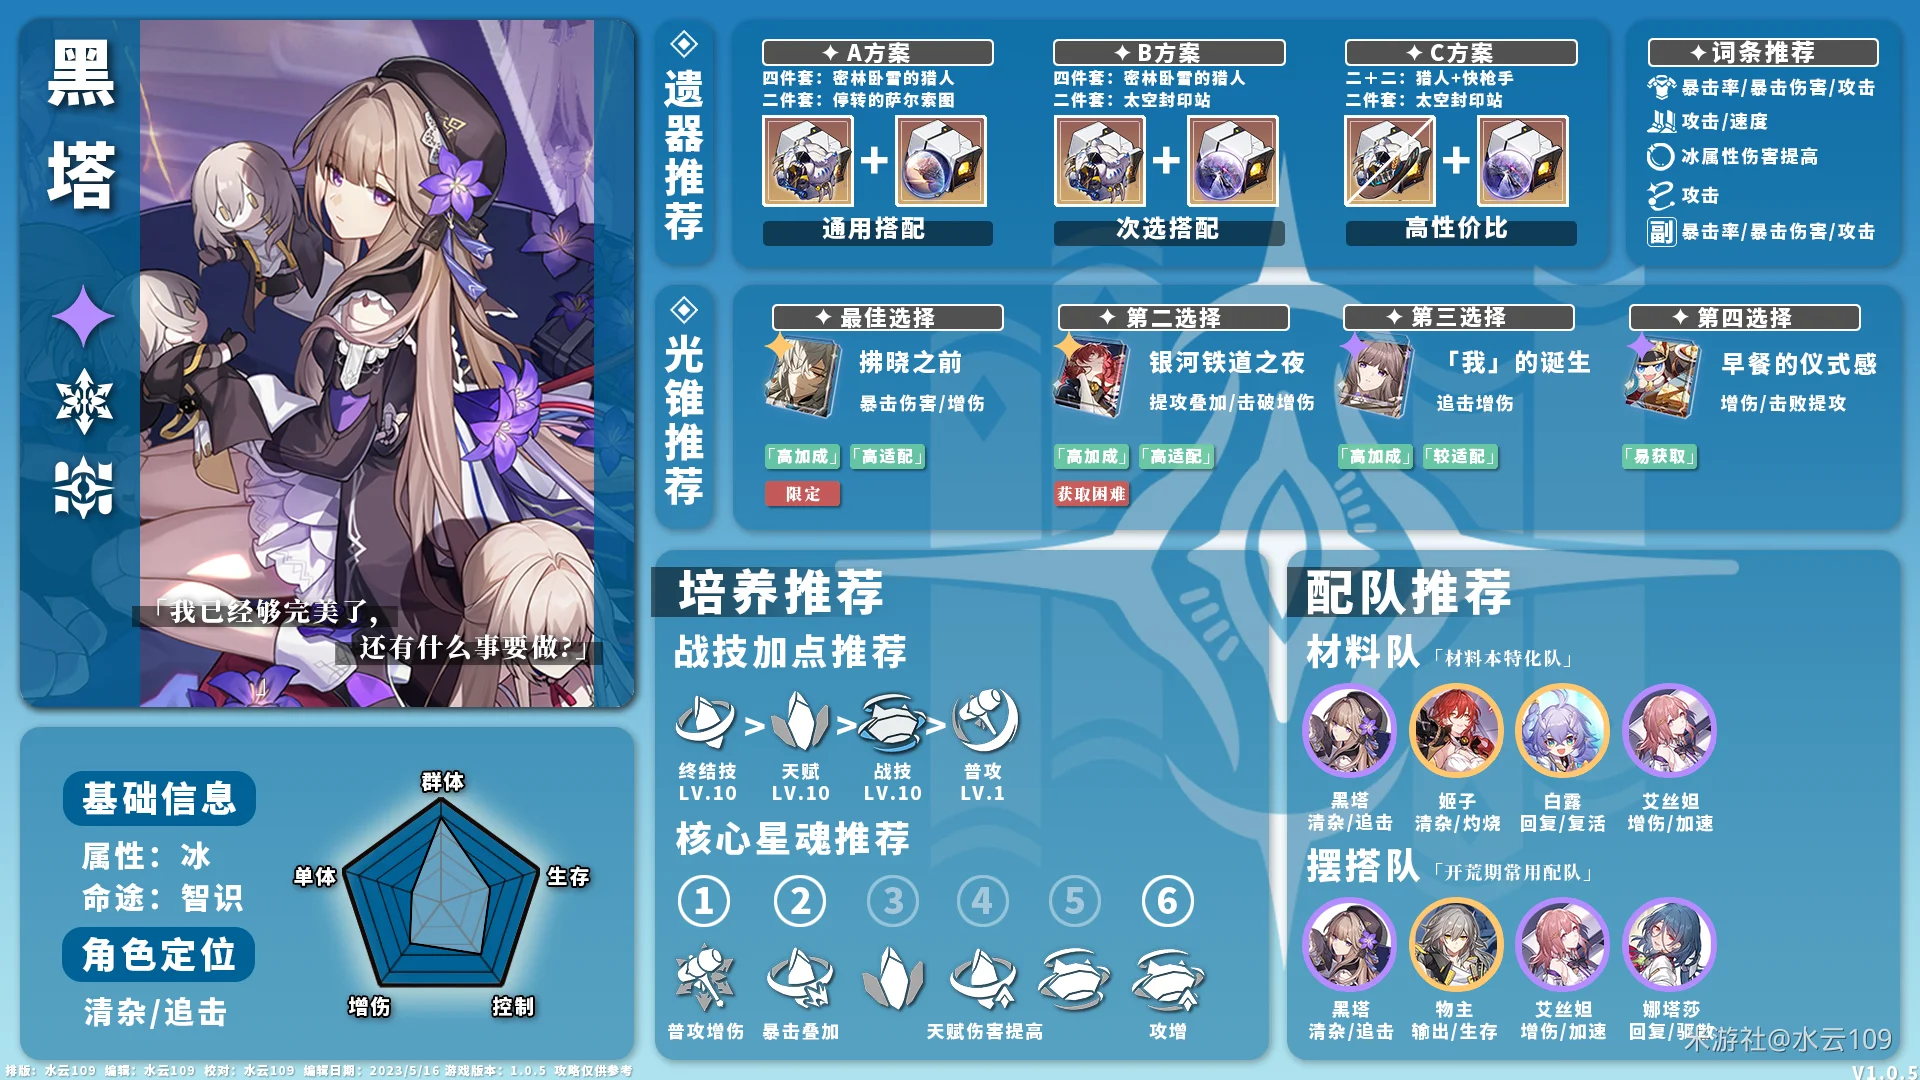 黑塔
「我已经够完美了，
还有什么事要做?」
基础信息
属性：冰
命途：智识
角色定位
清杂/追击
群体
生存
控制
增伤
单体
遗器推荐
A方案
四件套：密林卧雪的猎人
二件套：停转的萨尔索图
通用搭配
B方案
四件套：密林卧雪的猎人
二件套：太空封印站
次选搭配
C方案
二＋二：猎人+快枪手
二件套：太空封印站
高性价比
词条推荐
暴击率/暴击伤害/攻击
攻击/速度
冰属性伤害提高
攻击
副 暴击率/暴击伤害/攻击
光锥推荐
最佳选择
拂晓之前
暴击伤害/增伤
「高加成」 「高适配」
限定
第二选择
银河铁道之夜
提攻叠加/击破增伤
「高加成」 「高适配」
获取困难
第三选择
「我」的诞生
追击增伤
「高加成」 「较适配」
第四选择
早餐的仪式感
增伤/击败提攻
「易获取」
培养推荐
战技加点推荐
> > >
终结技 天赋 战技 普攻
LV.10 LV.10 LV.10 LV.1
核心星魂推荐
1 2 3 4 5 6
普攻增伤 暴击叠加 天赋伤害提高 攻增
配队推荐
材料队「材料本特化队」
黑塔 姬子 白露 艾丝妲
清杂/追击 清杂/灼烧 回复/复活 增伤/加速
摆搭队「开荒期常用配队」
黑塔 物主 艾丝妲 娜塔莎
清杂/追击 输出/生存 增伤/加速 回复/驱散
米游社@水云109
排版：水云109 编辑：水云109 校对：水云109 编辑日期：2023/5/16 游戏版本：1.0.5 攻略仅供参考
V1.0.5